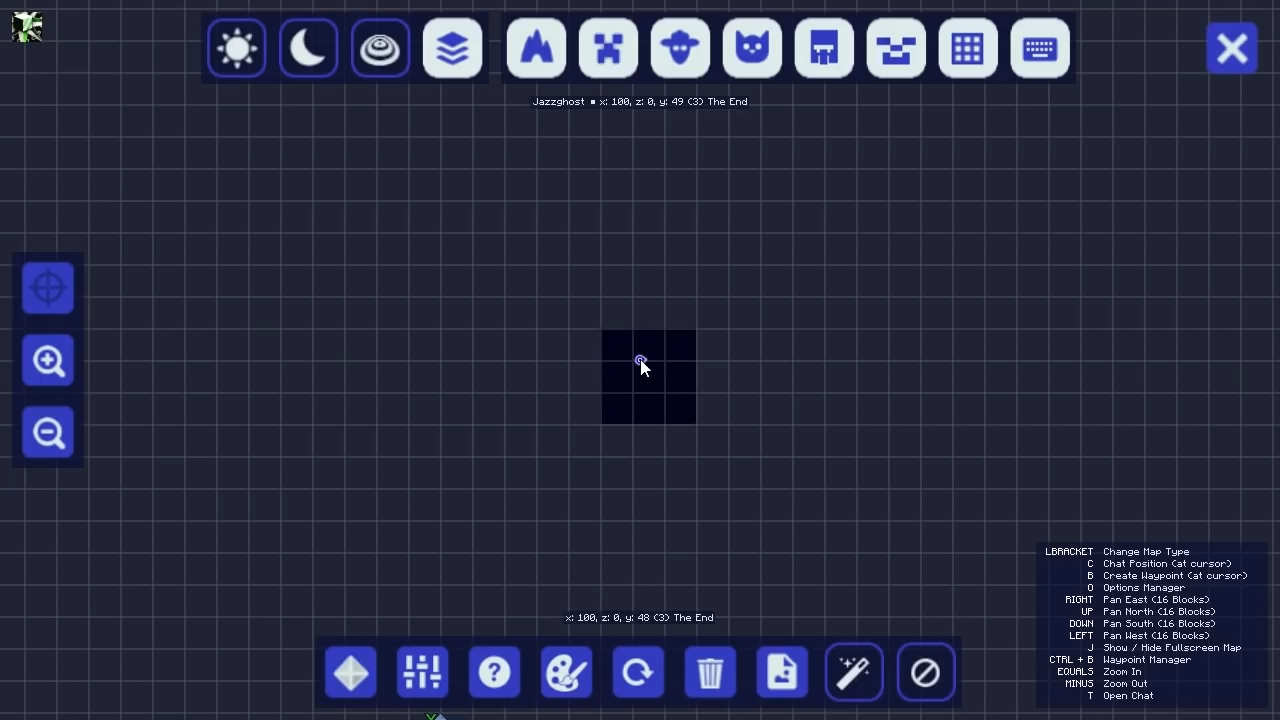 Jazzghost ▪ x: 100, z: 0, y: 49 (3) The End
x: 100, z: 0, y: 48 (3) The End
LBRACKET Change Map Type
C Chat Position (at cursor)
B Create Waypoint (at cursor)
O Options Manager
RIGHT Pan East (16 Blocks)
UP Pan North (16 Blocks)
DOWN Pan South (16 Blocks)
LEFT Pan West (16 Blocks)
J Show / Hide Fullscreen Map
CTRL + B Waypoint Manager
EQUALS Zoom In
MINUS Zoom Out
T Open Chat